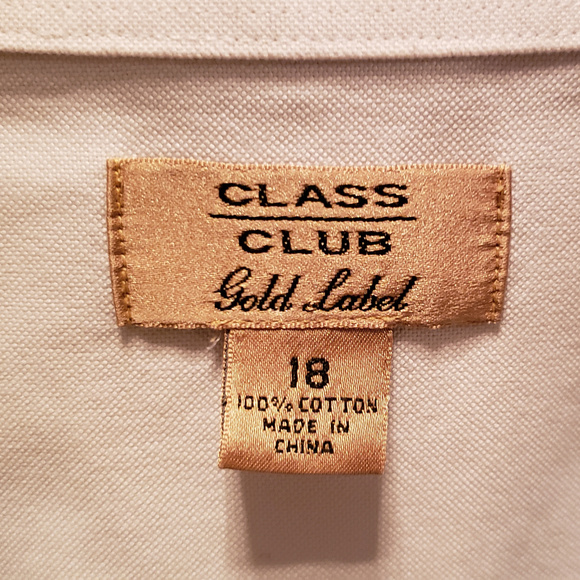 CLASS
CLUB
Gold Label
18
100% COTTON
MADE IN
CHINA